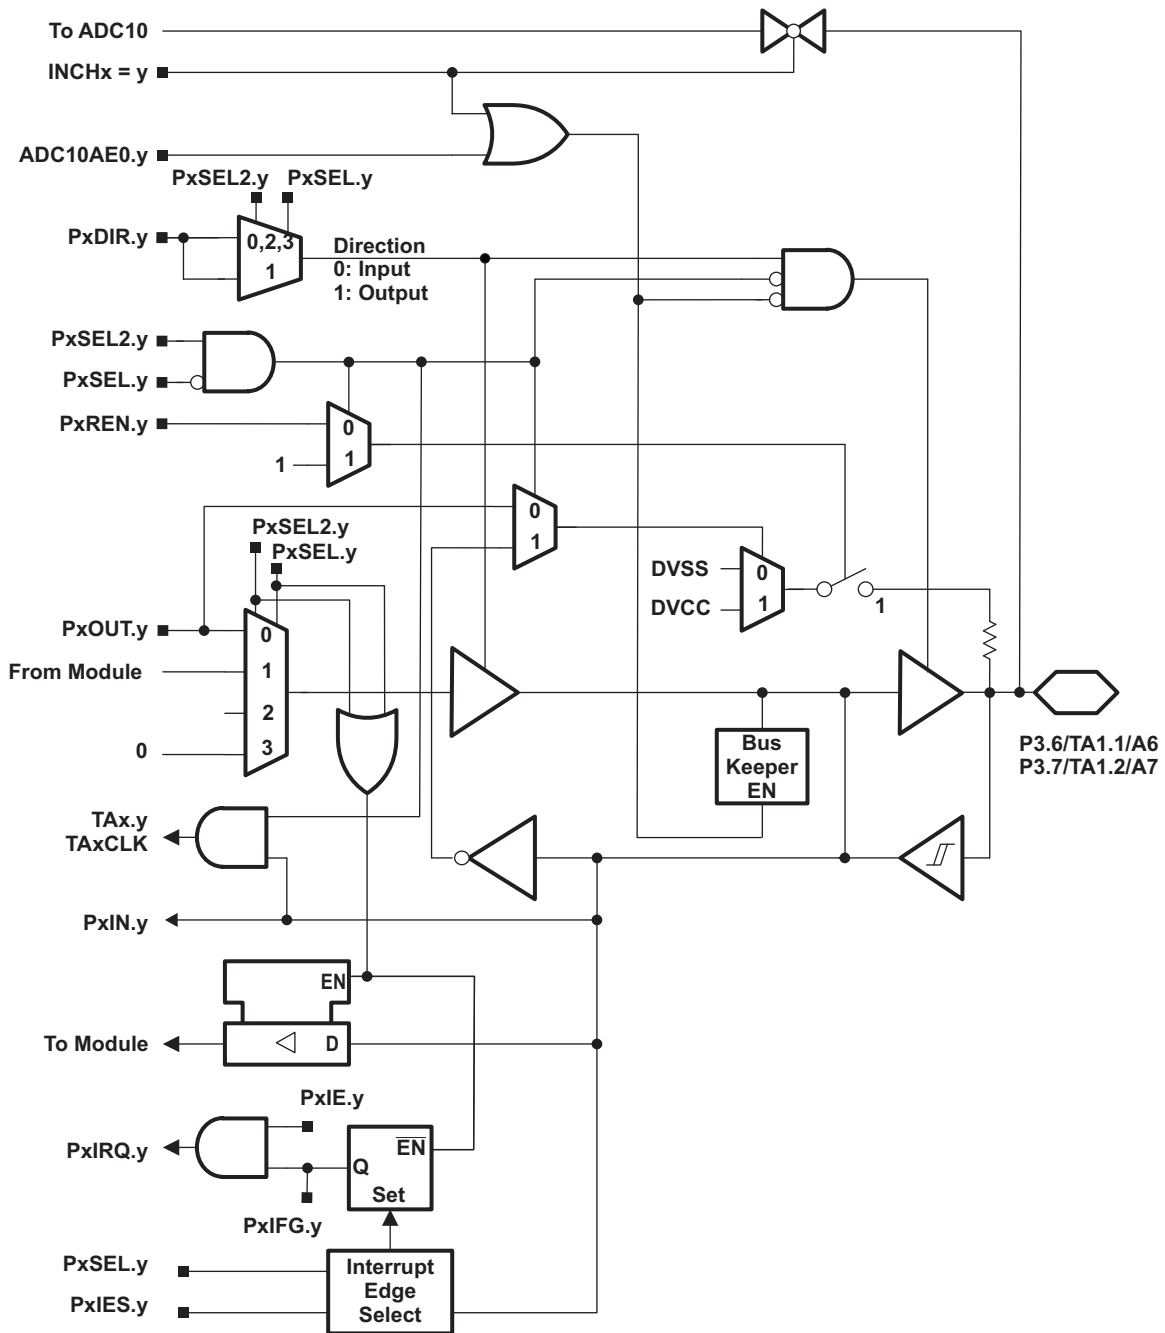 To ADC10
INCHx = y
ADC10AE0.y
PxSEL2.y
PxSEL.y
PxDIR.y
0,2,3
1
Direction
0: Input
1: Output
PxSEL2.y
PxSEL.y
PxREN.y
0
1
1
0
1
PxSEL2.y
PxSEL.y
DVSS
DVCC
0
1
1
PxOUT.y
From Module
0
0
1
2
3
Bus
Keeper
EN
P3.6/TA1.1/A6
P3.7/TA1.2/A7
TAx.y
TAxCLK
PxIN.y
EN
D
To Module
PxIE.y
PxIRQ.y
EN
Q
Set
PxIFG.y
PxSEL.y
PxIES.y
Interrupt
Edge
Select